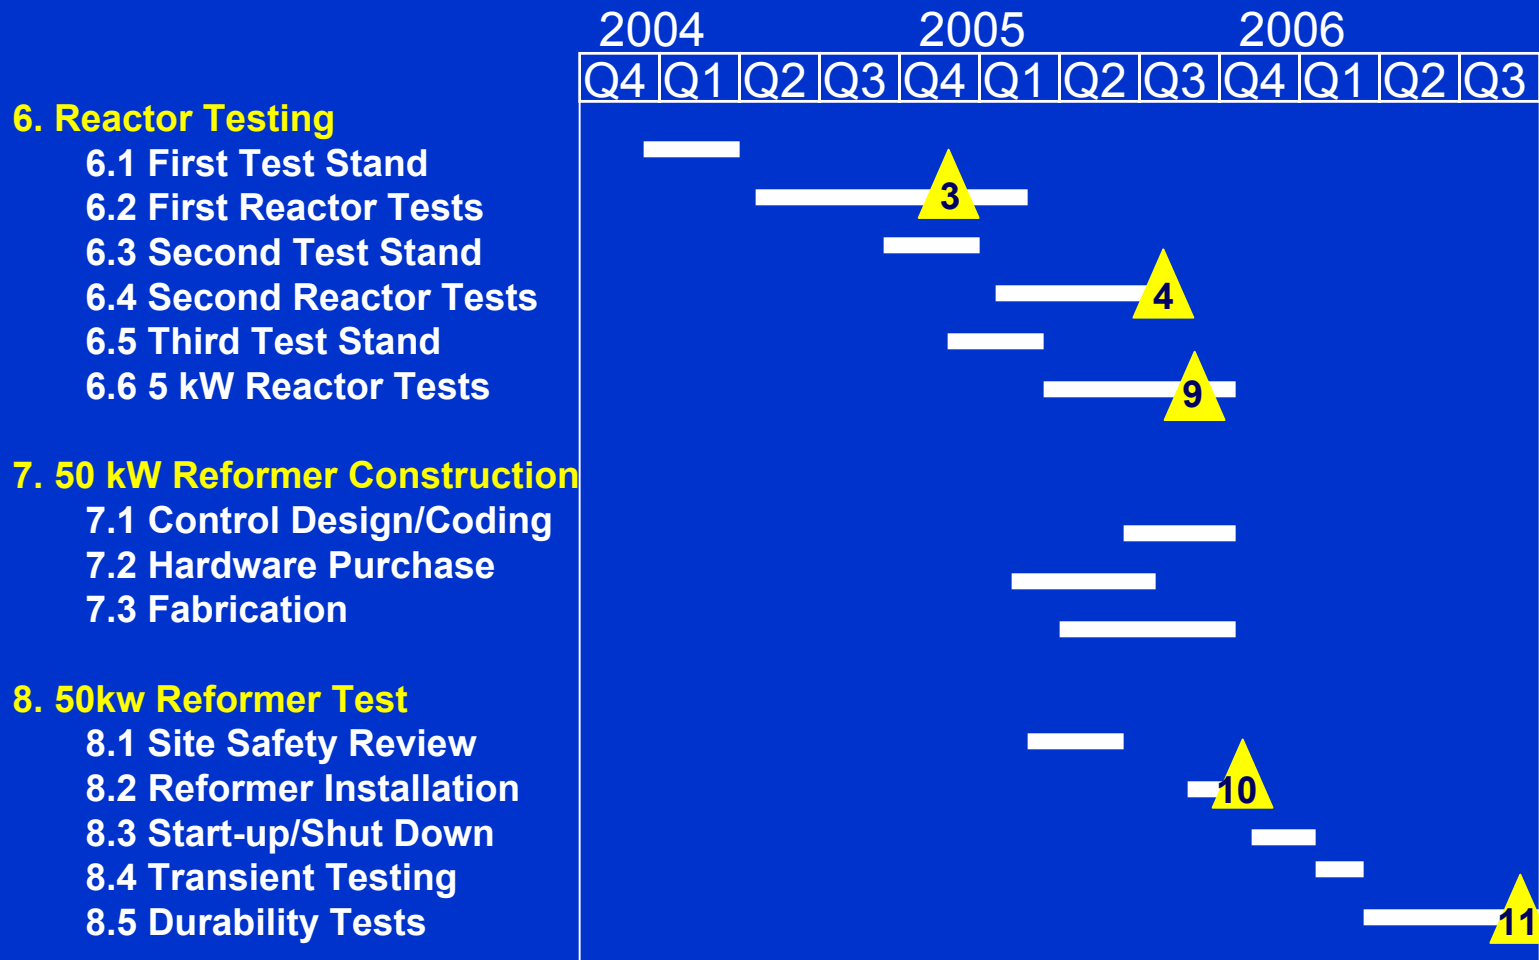 2004 2005 2006
Q4 Q1 Q2 Q3 Q4 Q1 Q2 Q3 Q4 Q1 Q2 Q3
6. Reactor Testing
6.1 First Test Stand
6.2 First Reactor Tests 3
6.3 Second Test Stand
6.4 Second Reactor Tests 4
6.5 Third Test Stand
6.6 5 kW Reactor Tests 9
7. 50 kW Reformer Construction
7.1 Control Design/Coding
7.2 Hardware Purchase
7.3 Fabrication
8. 50kw Reformer Test
8.1 Site Safety Review
8.2 Reformer Installation 10
8.3 Start-up/Shut Down
8.4 Transient Testing
8.5 Durability Tests 11